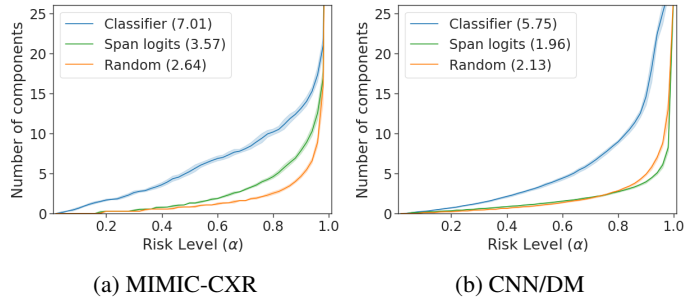 25
20
15
10
5
0
Number of components
Classifier (7.01)
Span logits (3.57)
Random (2.64)
0.2 0.4 0.6 0.8 1.0
Risk Level (α)
(a) MIMIC-CXR
25
20
15
10
5
0
Number of components
Classifier (5.75)
Span logits (1.96)
Random (2.13)
0.2 0.4 0.6 0.8 1.0
Risk Level (α)
(b) CNN/DM